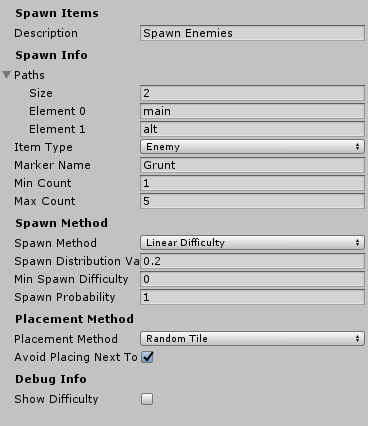 Spawn Items
Description Spawn Enemies
Spawn Info
Paths
Size 2
Element 0 main
Element 1 alt
Item Type Enemy
Marker Name Grunt
Min Count 1
Max Count 5
Spawn Method
Spawn Method Linear Difficulty
Spawn Distribution Va 0.2
Min Spawn Difficulty 0
Spawn Probability 1
Placement Method
Placement Method Random Tile
Avoid Placing Next To
Debug Info
Show Difficulty